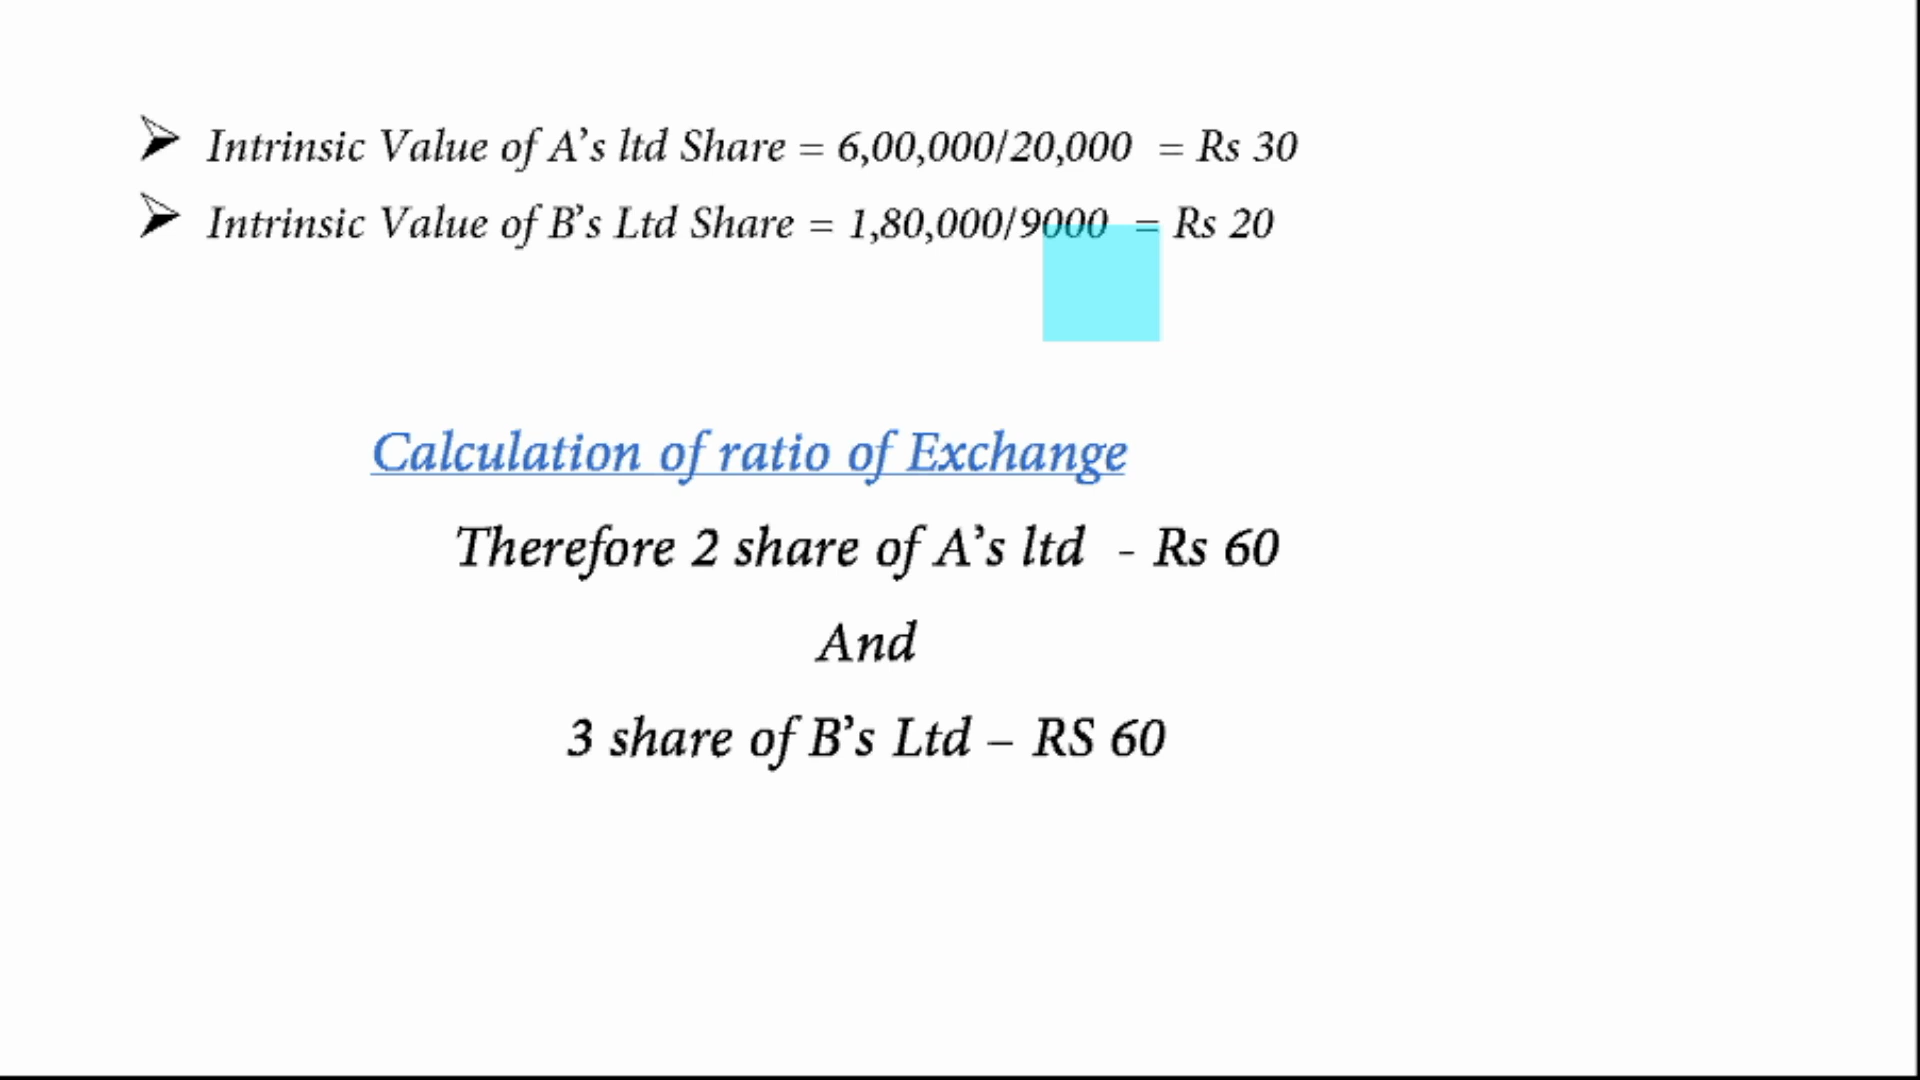 Intrinsic Value of A’s ltd Share = 6,00,000/20,000 = Rs 30
Intrinsic Value of B’s Ltd Share = 1,80,000/9000 = Rs 20
Calculation of ratio of Exchange
Therefore 2 share of A’s ltd - Rs 60
And
3 share of B’s Ltd – RS 60